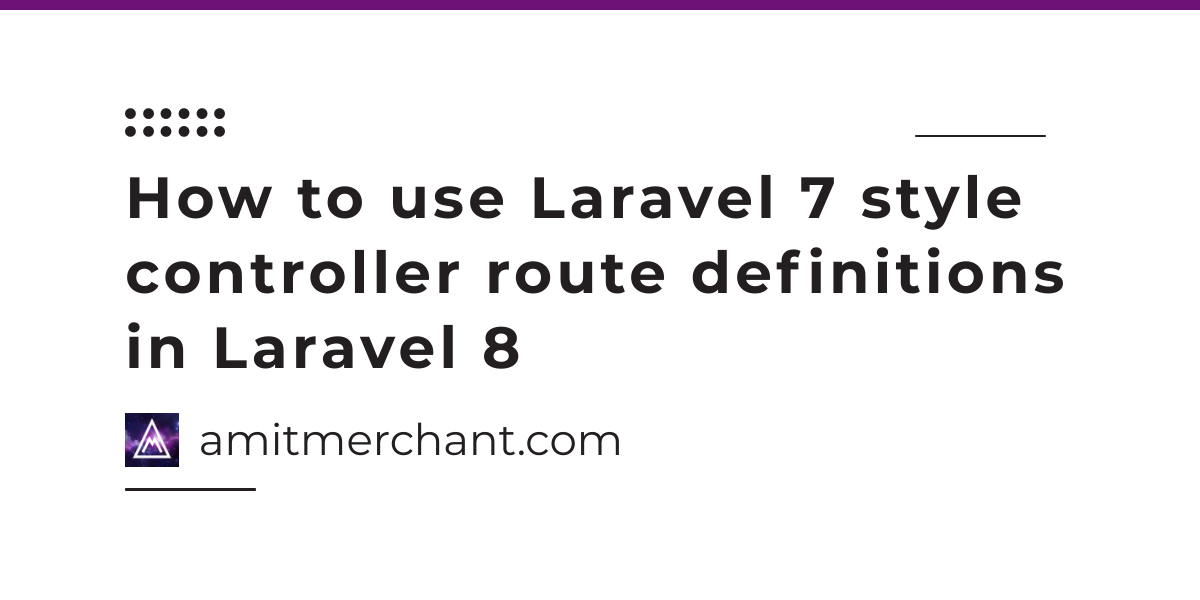 How to use Laravel 7 style
controller route definitions
in Laravel 8
amitmerchant.com